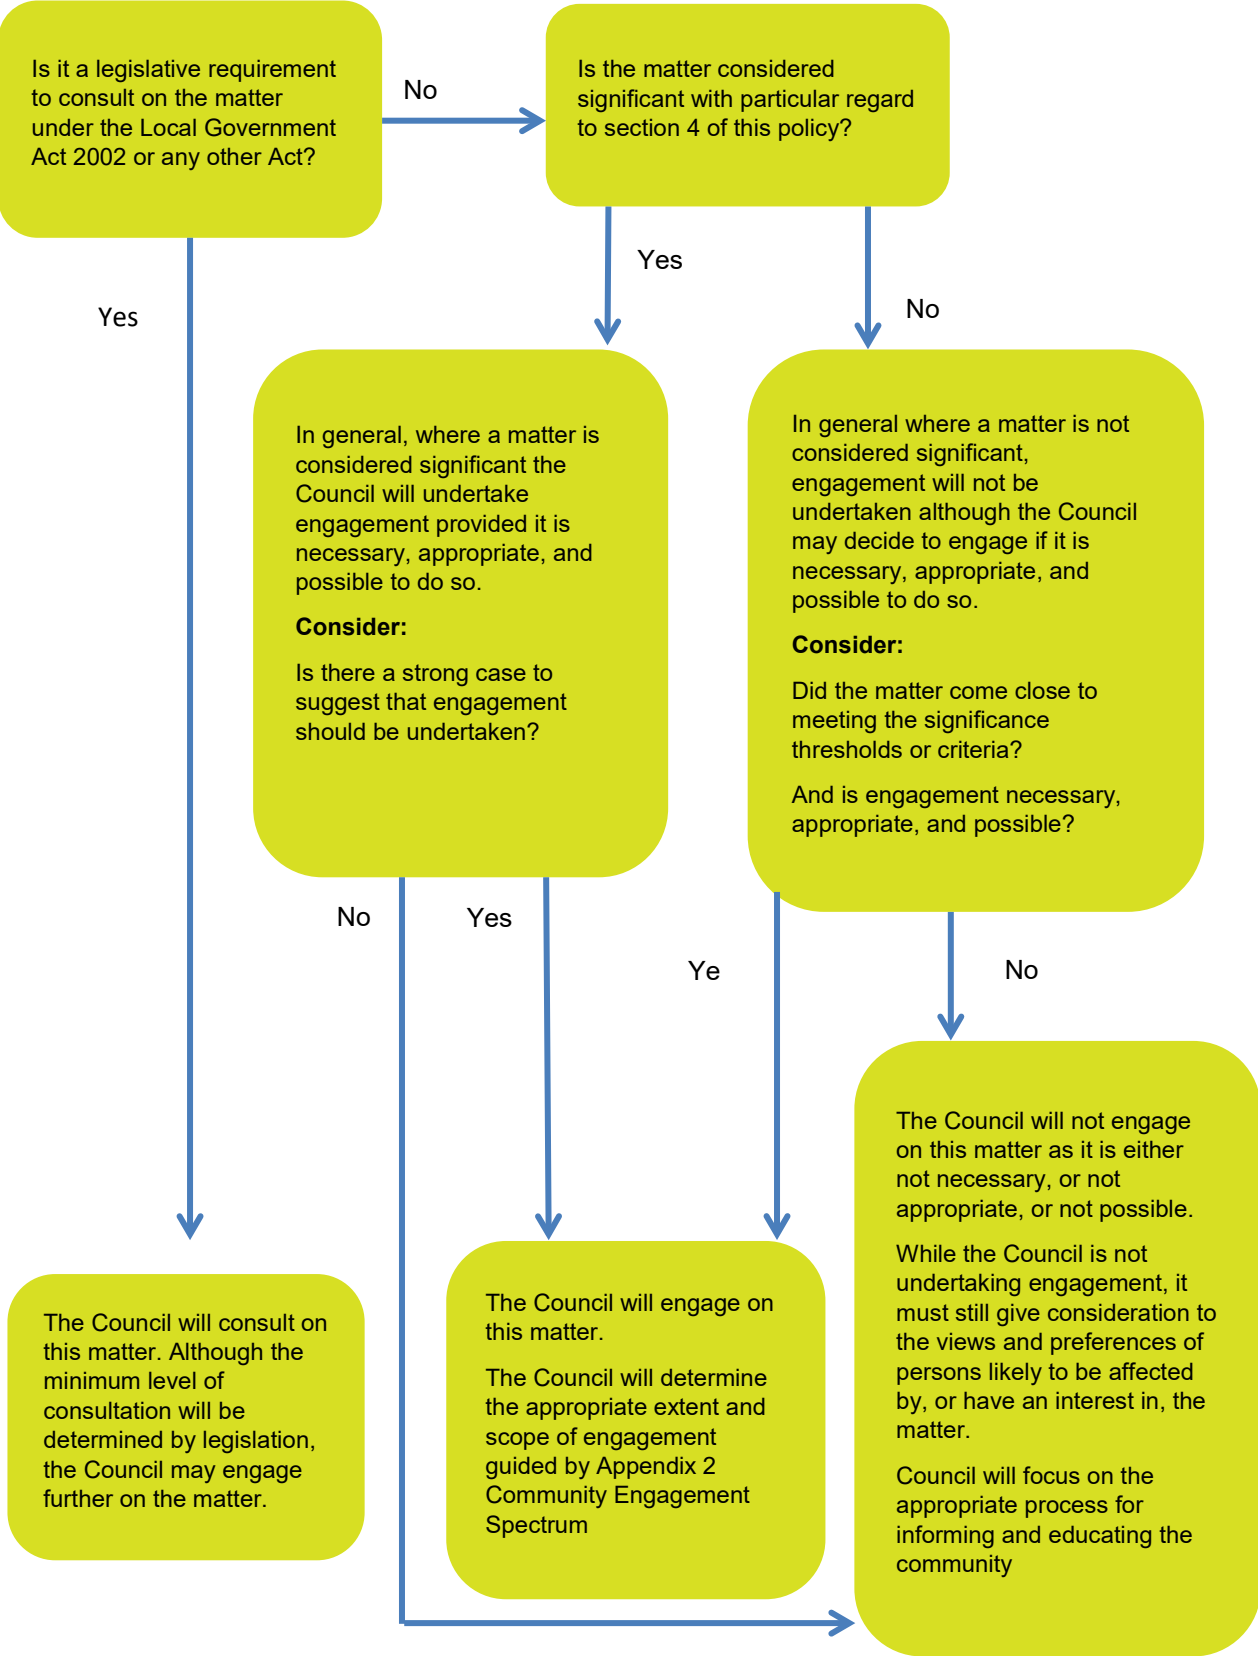 Is it a legislative requirement
to consult on the matter
under the Local Government
Act 2002 or any other Act?
No
Is the matter considered
significant with particular regard
to section 4 of this policy?
Yes
Yes
No
In general, where a matter is
considered significant the
Council will undertake
engagement provided it is
necessary, appropriate, and
possible to do so.
Consider:
Is there a strong case to
suggest that engagement
should be undertaken?
In general where a matter is not
considered significant,
engagement will not be
undertaken although the Council
may decide to engage if it is
necessary, appropriate, and
possible to do so.
Consider:
Did the matter come close to
meeting the significance
thresholds or criteria?
And is engagement necessary,
appropriate, and possible?
No
Yes
Ye
No
The Council will consult on
this matter. Although the
minimum level of
consultation will be
determined by legislation,
the Council may engage
further on the matter.
The Council will engage on
this matter.
The Council will determine
the appropriate extent and
scope of engagement
guided by Appendix 2
Community Engagement
Spectrum
The Council will not engage
on this matter as it is either
not necessary, or not
appropriate, or not possible.
While the Council is not
undertaking engagement, it
must still give consideration to
the views and preferences of
persons likely to be affected
by, or have an interest in, the
matter.
Council will focus on the
appropriate process for
informing and educating the
community